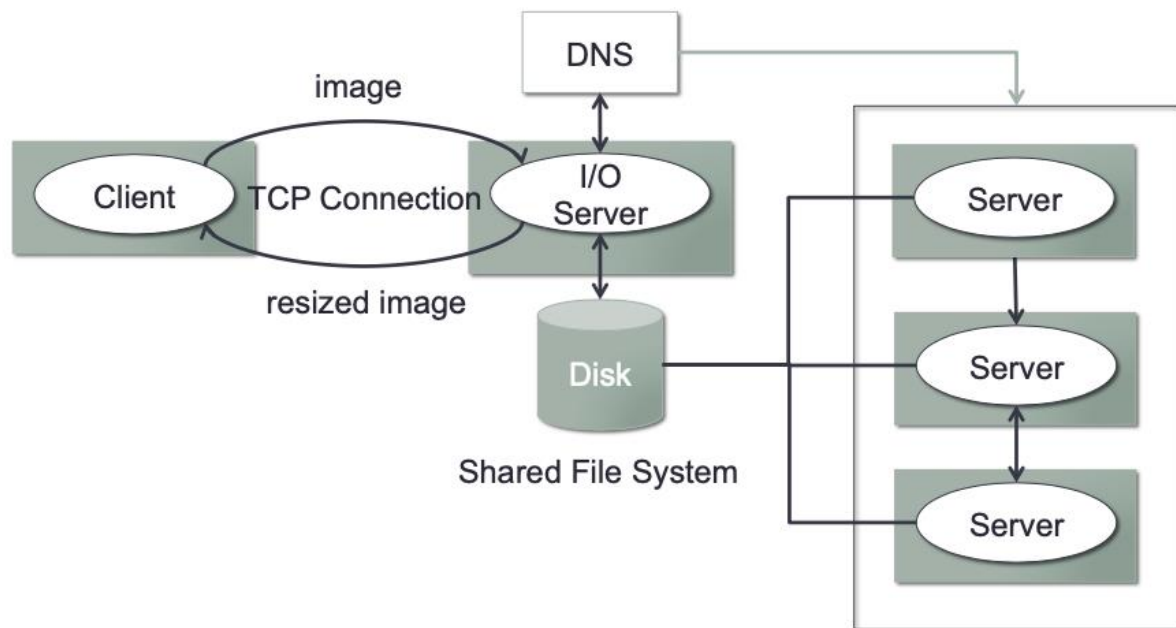 DNS
image
Client
TCP Connection
I/O
Server
resized image
Disk
Shared File System
Server
Server
Server